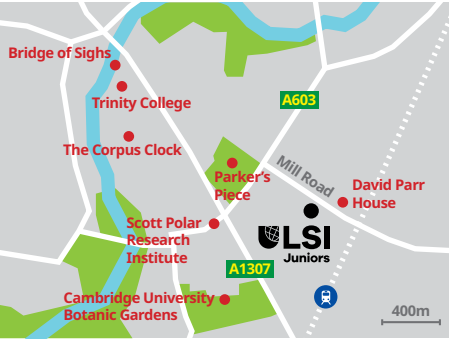 Bridge of Sighs
Trinity College
A603
The Corpus Clock
Mill Road
Parker's
Piece
David Parr
House
Scott Polar
Research
Institute
LSI
Juniors
A1307
Cambridge University
Botanic Gardens
400m